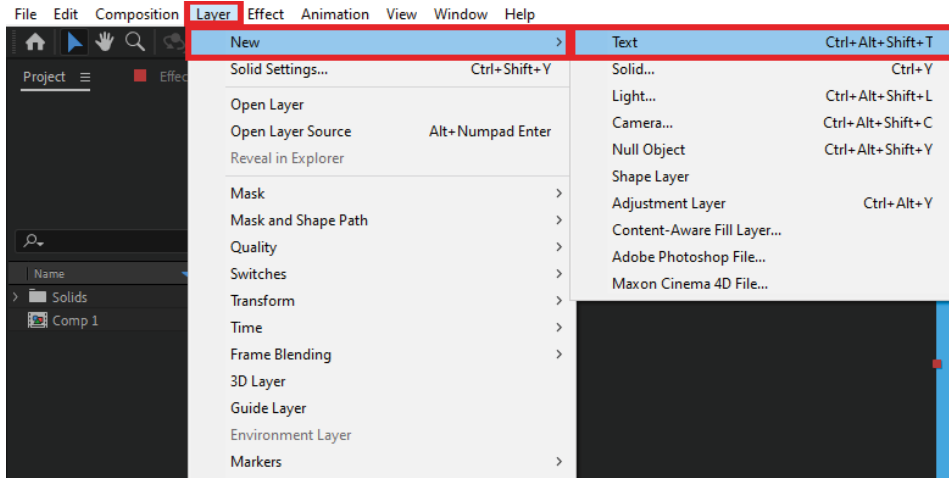 File Edit Composition Layer Effect Animation View Window Help
New > Text Ctrl+Alt+Shift+T
Project Effec Solid Settings... Ctrl+Shift+Y Solid... Ctrl+Y
Open Layer Light... Ctrl+Alt+Shift+L
Open Layer Source Alt+Numpad Enter Camera... Ctrl+Alt+Shift+C
Reveal in Explorer Null Object Ctrl+Alt+Shift+Y
Shape Layer
Mask > Adjustment Layer Ctrl+Alt+Y
Mask and Shape Path > Content-Aware Fill Layer...
Quality > Adobe Photoshop File...
Name Switches > Maxon Cinema 4D File...
Solids Transform >
Comp 1 Time >
Frame Blending >
3D Layer
Guide Layer
Environment Layer
Markers >